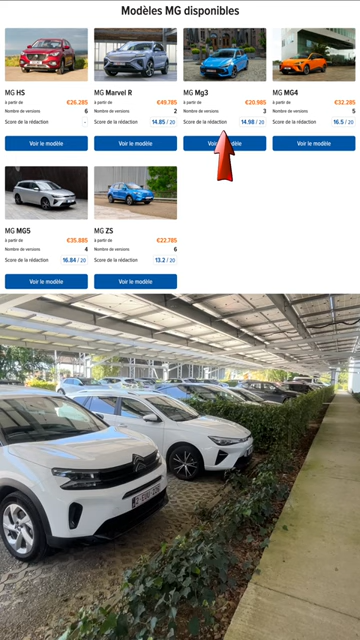 Modèles MG disponibles
MG HS
à partir de €26.285
Nombre de versions 6
Score de la rédaction -
Voir le modèle
MG Marvel R
à partir de €49.785
Nombre de versions 2
Score de la rédaction 14.85 / 20
Voir le modèle
MG Mg3
à partir de €20.985
Nombre de versions 3
Score de la rédaction 14.98 / 20
Voir le modèle
MG MG4
à partir de €32.285
Nombre de versions 5
Score de la rédaction 16.5 / 20
Voir le modèle
MG MG5
à partir de €35.885
Nombre de versions 4
Score de la rédaction 16.84 / 20
Voir le modèle
MG ZS
à partir de €22.785
Nombre de versions 6
Score de la rédaction 13.2 / 20
Voir le modèle